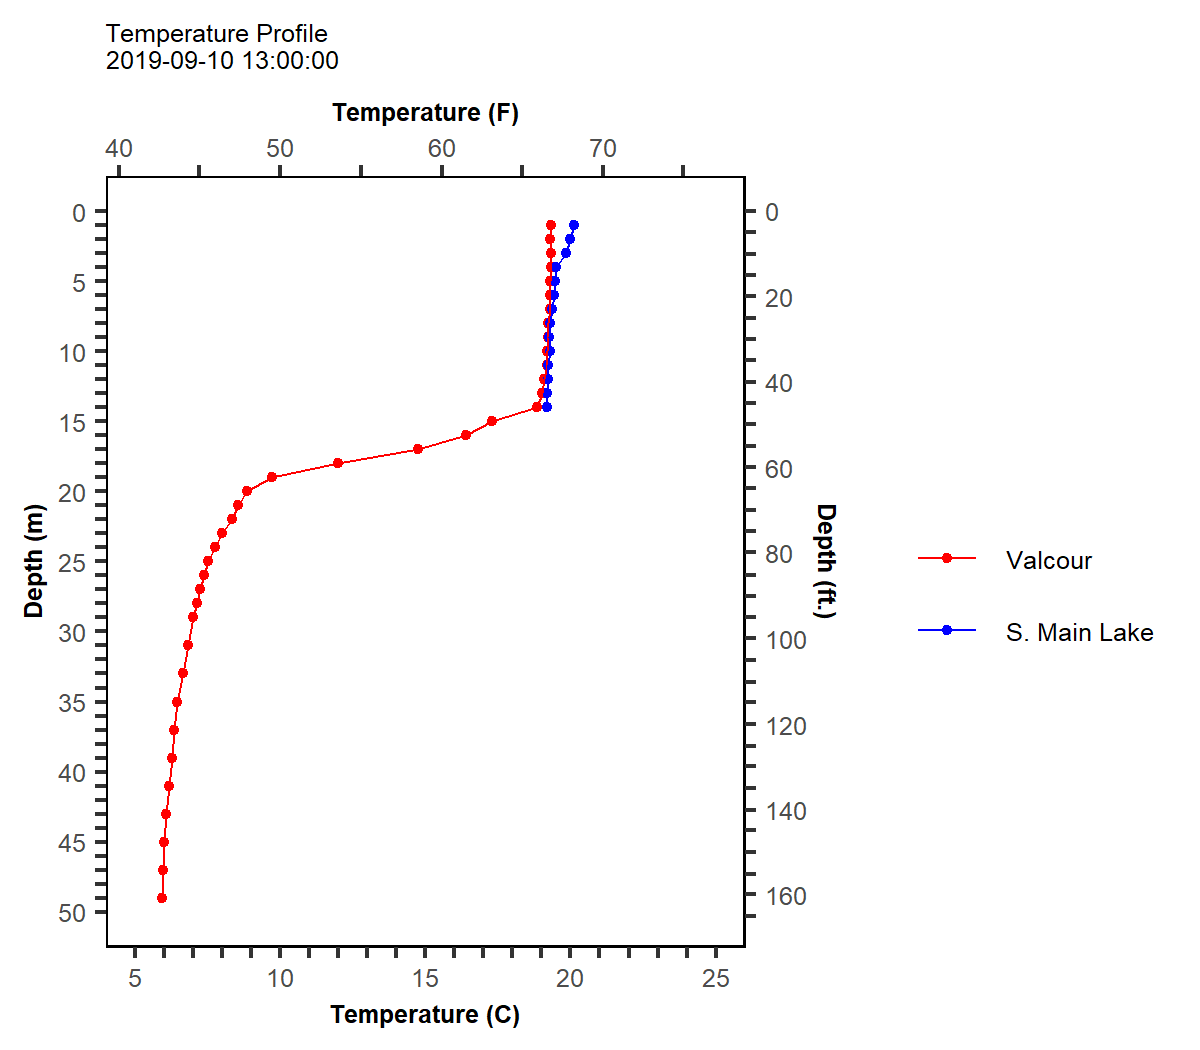 Temperature Profile
2019-09-10 13:00:00
Temperature (F)
40 50 60 70
0 0
5
20
10
40
15
60
20
Depth (m)
Depth (ft.)
80
25
Valcour
30
100
S. Main Lake
35
120
40
140
45
160
50
5 10 15 20 25
Temperature (C)